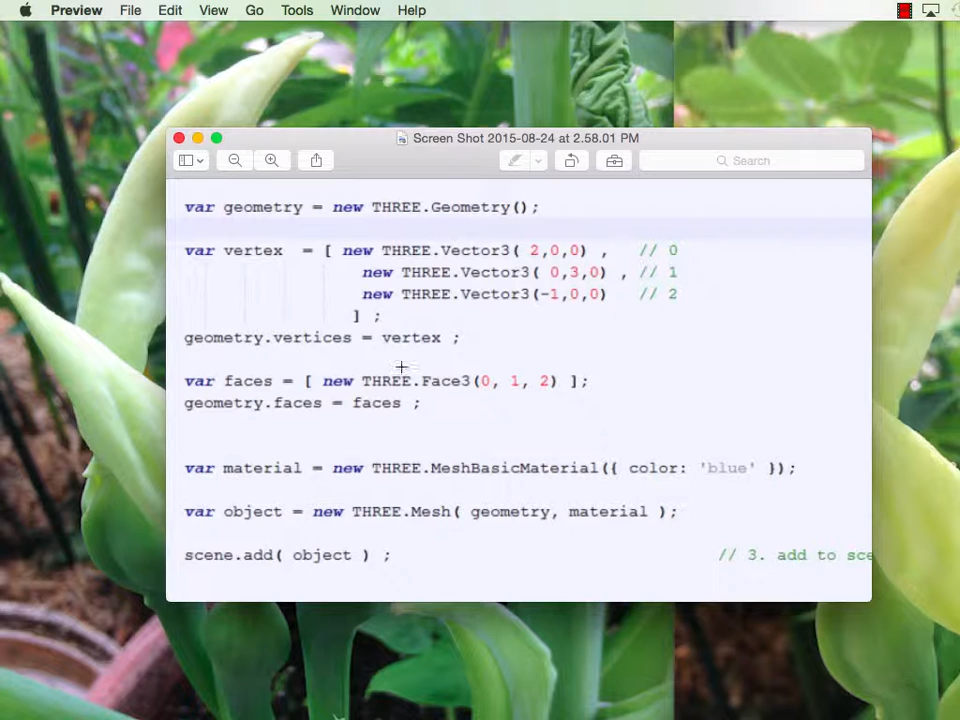 Preview File Edit View Go Tools Window Help
Screen Shot 2015-08-24 at 2.58.01 PM
Search
var geometry = new THREE.Geometry();
var vertex = [ new THREE.Vector3( 2,0,0) , // 0
new THREE.Vector3( 0,3,0) , // 1
new THREE.Vector3(-1,0,0) // 2
] ;
geometry.vertices = vertex ;
var faces = [ new THREE.Face3(0, 1, 2) ];
geometry.faces = faces ;
var material = new THREE.MeshBasicMaterial({ color: 'blue' });
var object = new THREE.Mesh( geometry, material );
scene.add( object ) ; // 3. add to sce